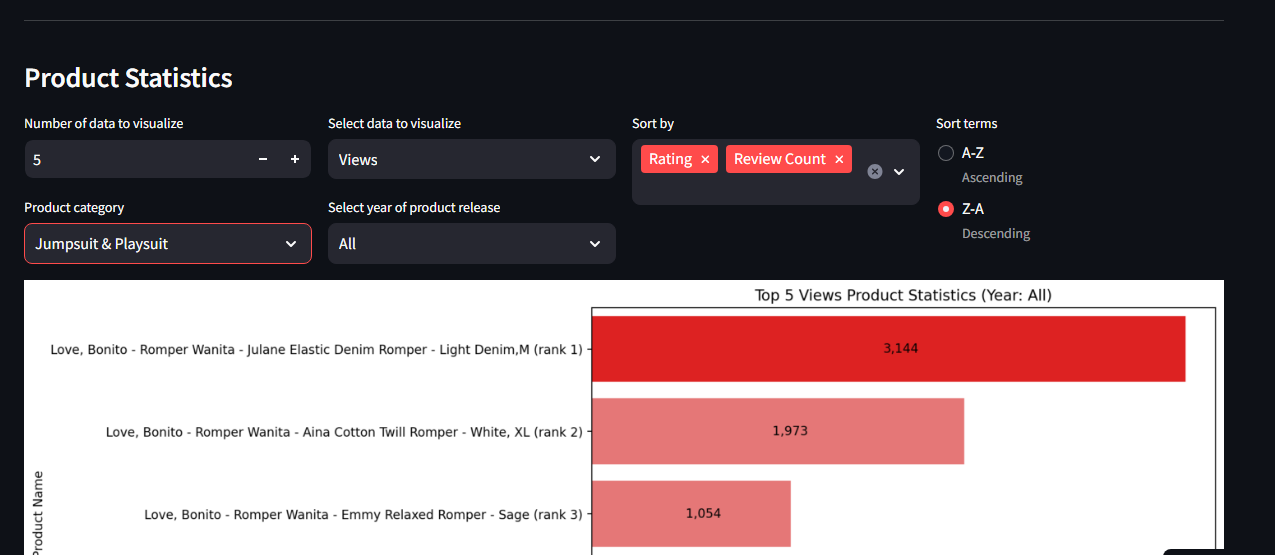 Product Statistics
Number of data to visualize
Select data to visualize
Sort by
Sort terms
5
Views
Rating
Review Count
A-Z
Ascending
Z-A
Descending
Product category
Select year of product release
Jumpsuit & Playsuit
All
Top 5 Views Product Statistics (Year: All)
Love, Bonito - Romper Wanita - Julane Elastic Denim Romper - Light Denim,M (rank 1)
3,144
Love, Bonito - Romper Wanita - Aina Cotton Twill Romper - White, XL (rank 2)
1,973
Love, Bonito - Romper Wanita - Emmy Relaxed Romper - Sage (rank 3)
1,054
Product Name